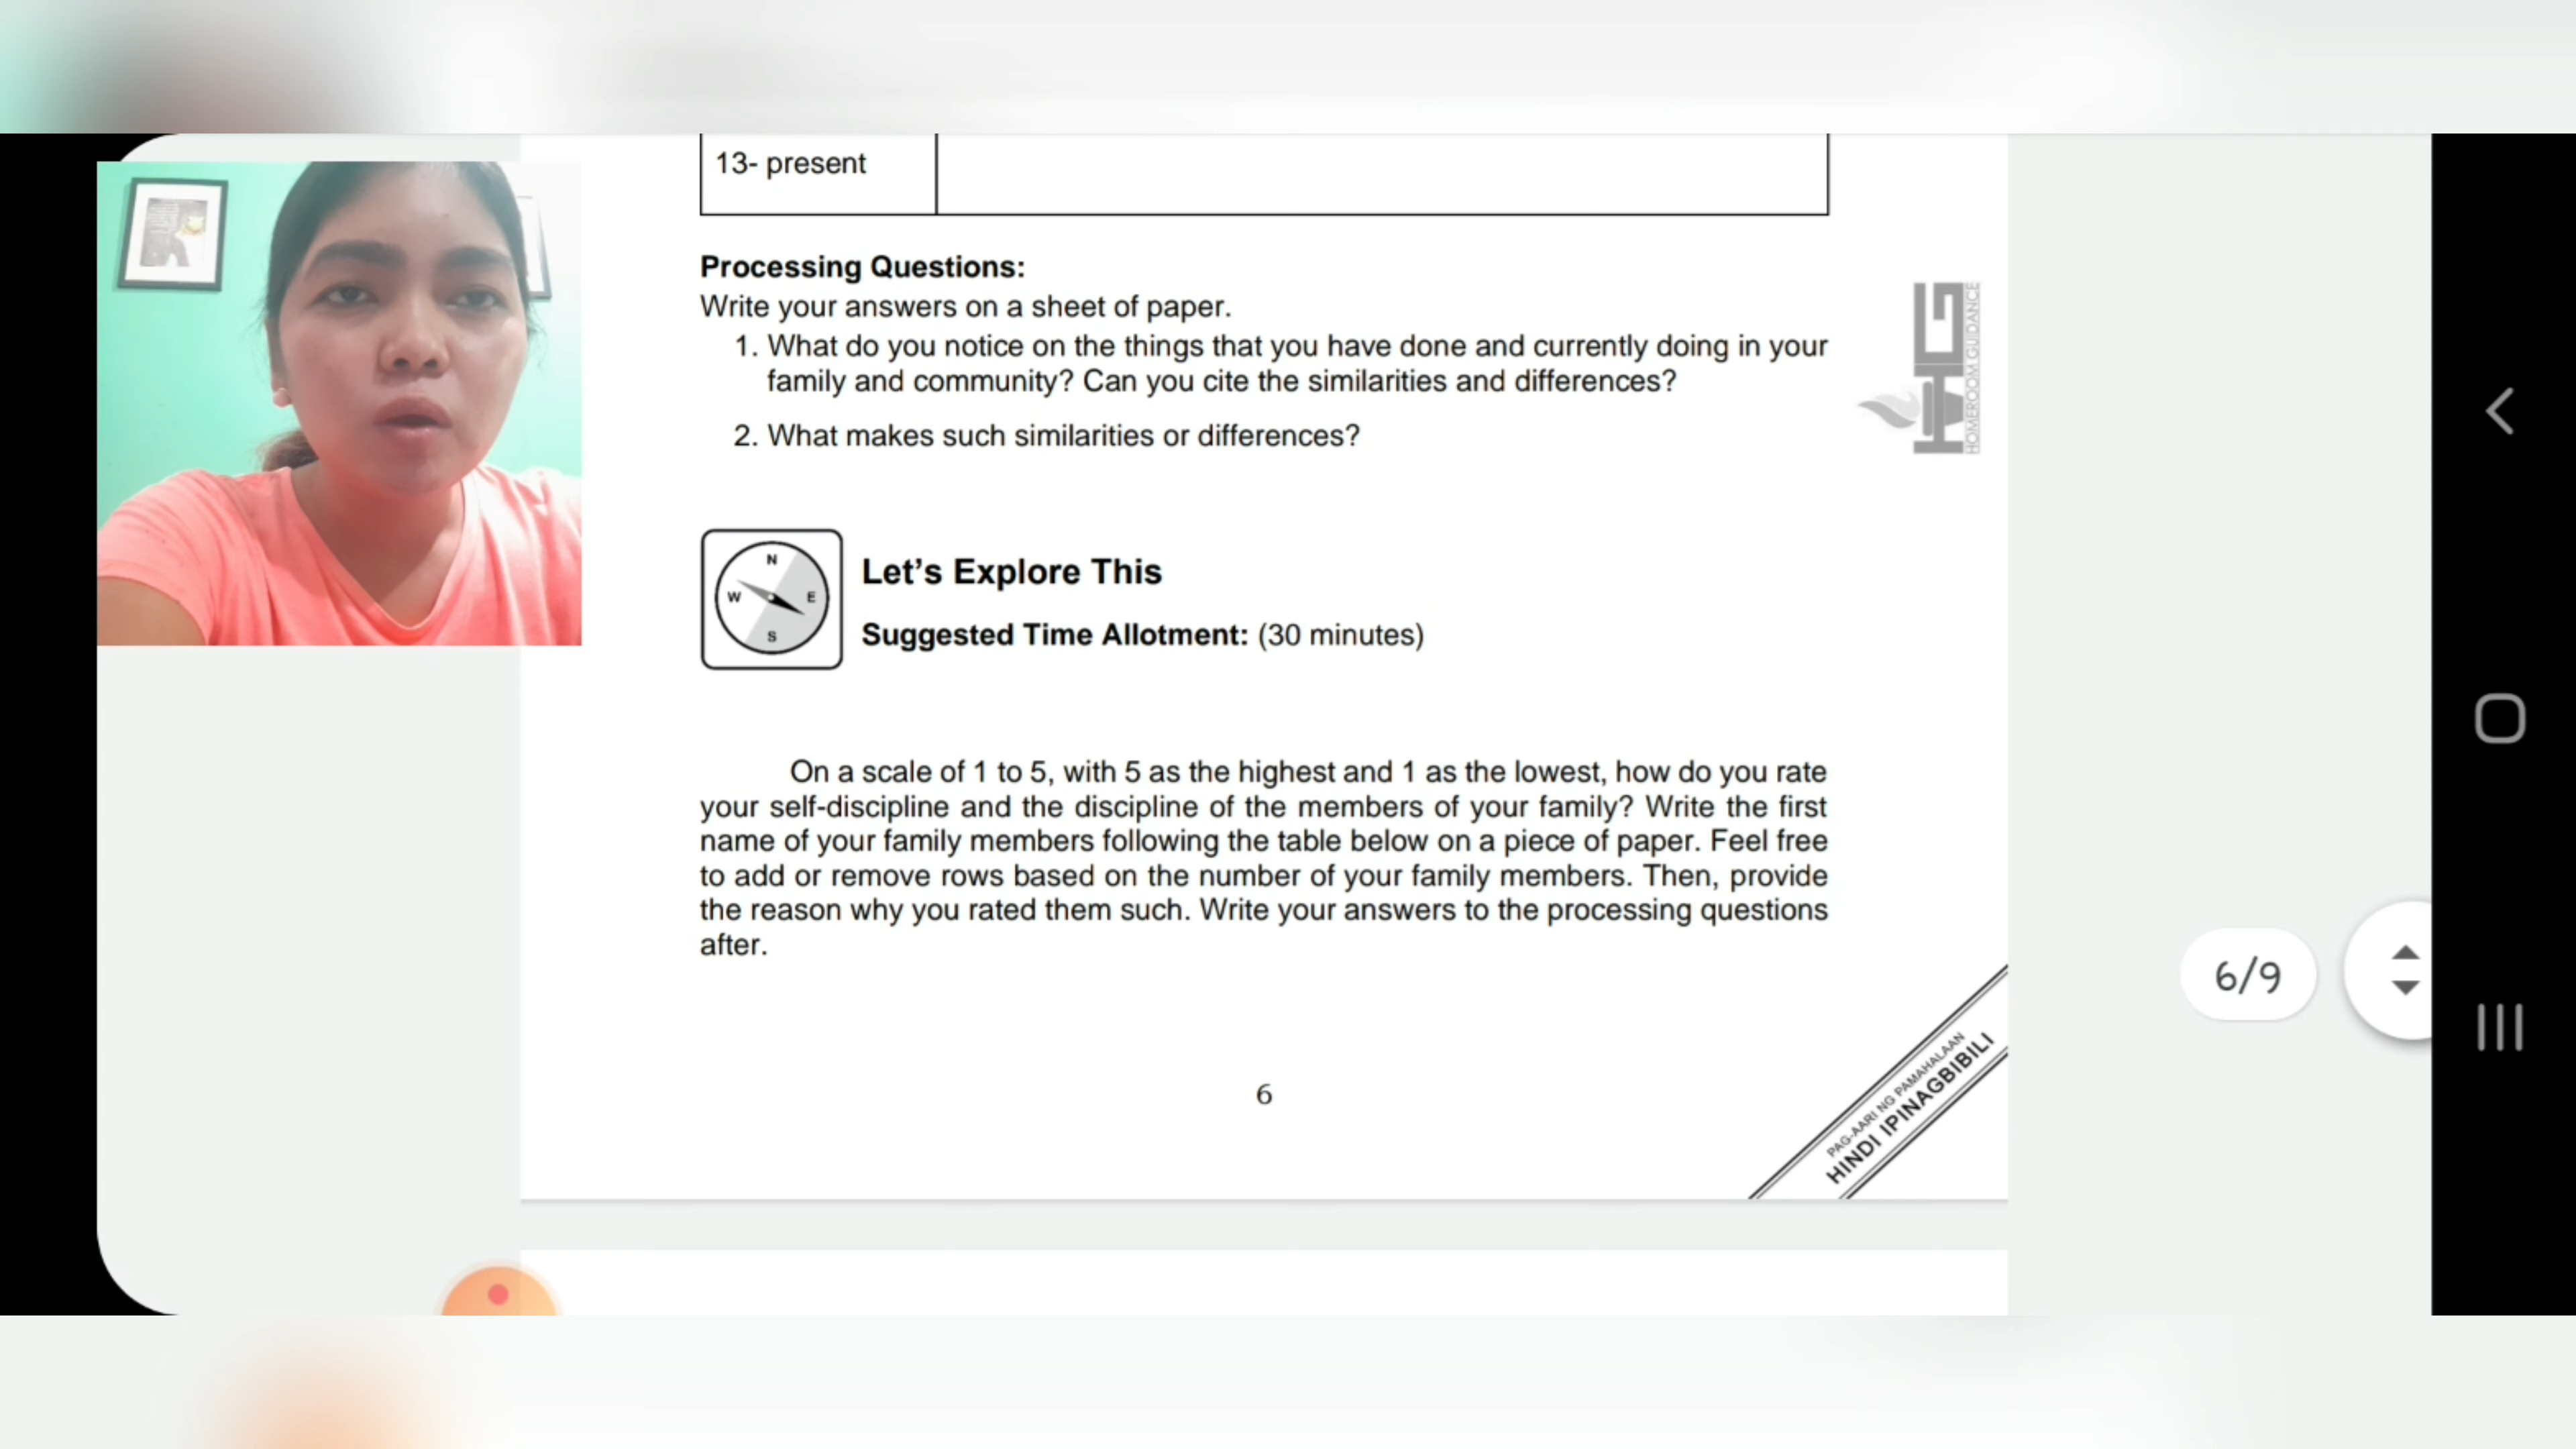 13- present
Processing Questions:
Write your answers on a sheet of paper.
1. What do you notice on the things that you have done and currently doing in your
family and community? Can you cite the similarities and differences?
2. What makes such similarities or differences?
HG
HOMEROOM GUIDANCE
N
W E
S
Let's Explore This
Suggested Time Allotment: (30 minutes)
On a scale of 1 to 5, with 5 as the highest and 1 as the lowest, how do you rate
your self-discipline and the discipline of the members of your family? Write the first
name of your family members following the table below on a piece of paper. Feel free
to add or remove rows based on the number of your family members. Then, provide
the reason why you rated them such. Write your answers to the processing questions
after.
6/9
6
PAG-AARI NG PAMAHALAAN
HINDI IPINAGBIBILI